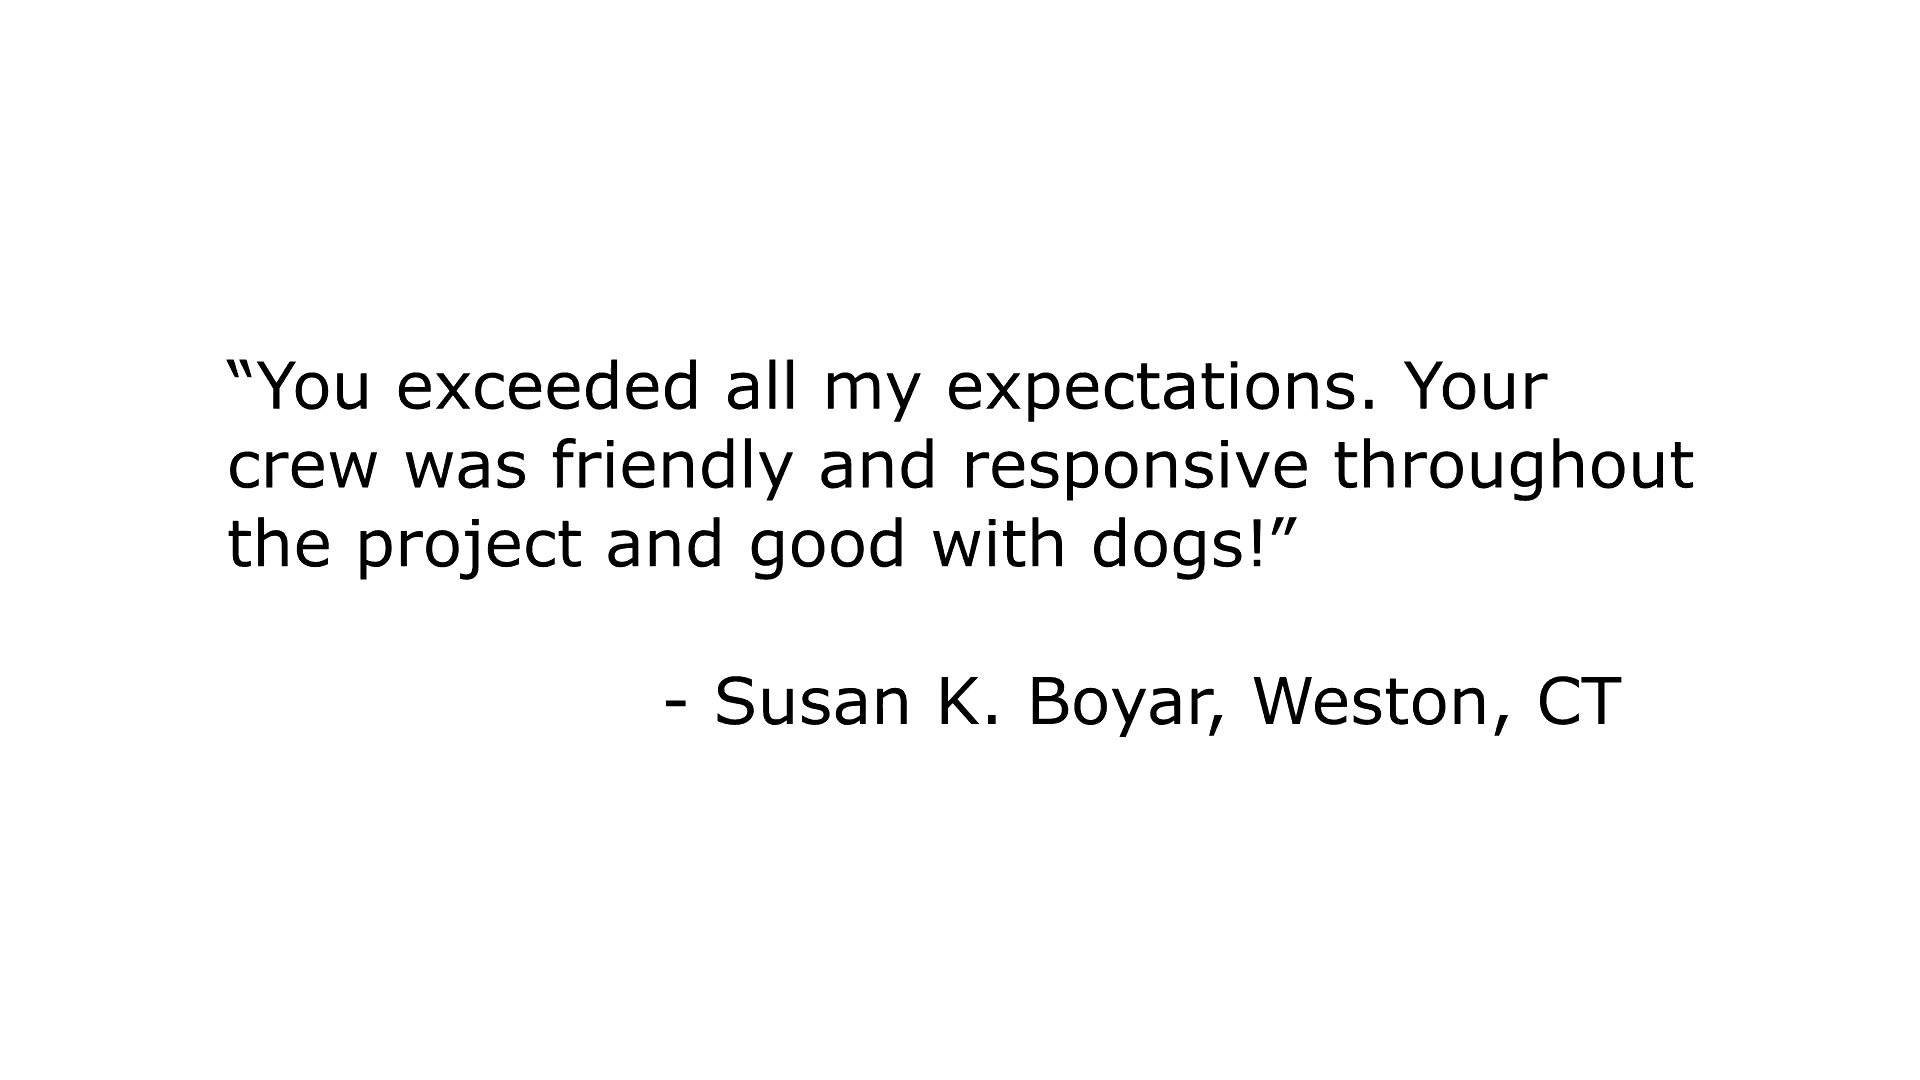 “You exceeded all my expectations. Your
crew was friendly and responsive throughout
the project and good with dogs!”
- Susan K. Boyar, Weston, CT